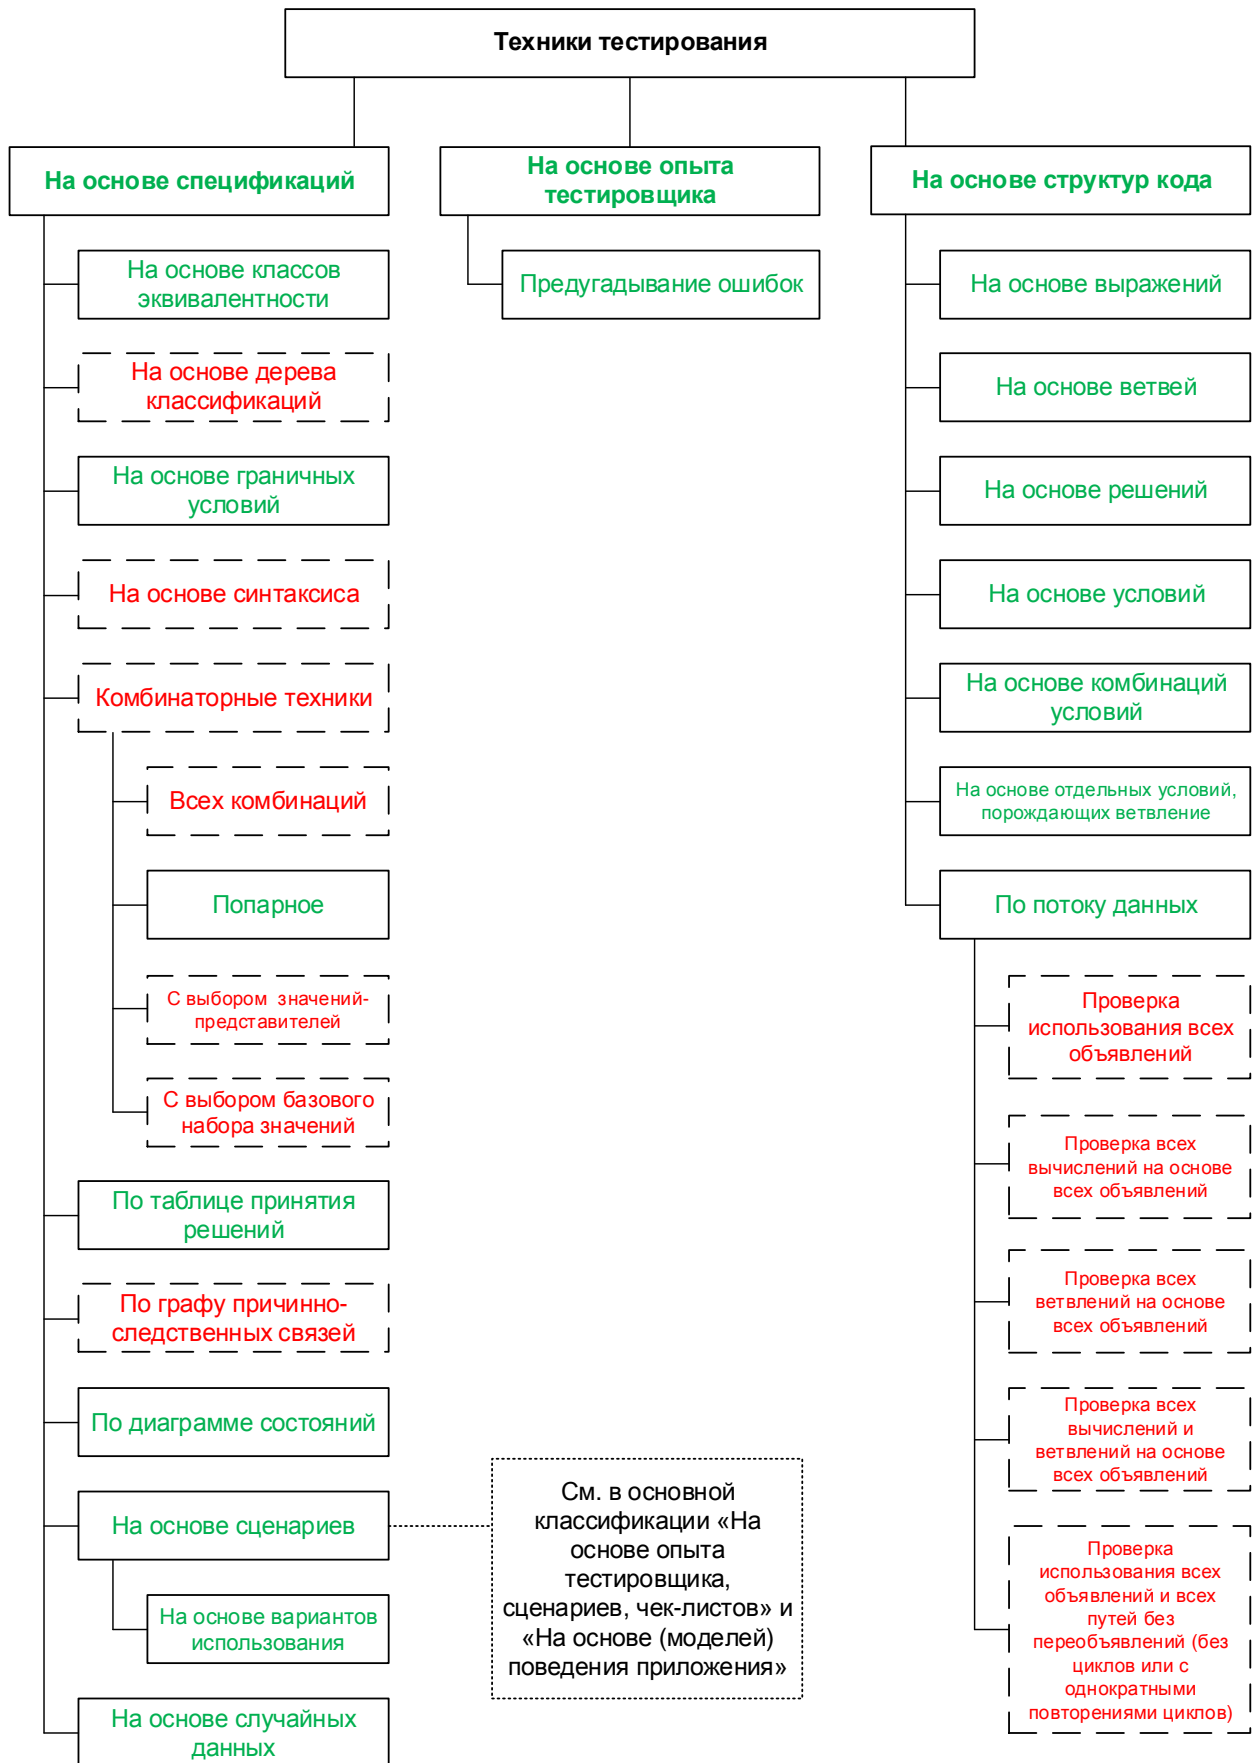 Техники тестирования
На основе спецификаций
На основе классов
эквивалентности
На основе дерева
классификаций
На основе граничных
условий
На основе синтаксиса
Комбинаторные техники
Всех комбинаций
Попарное
С выбором значений-
представителей
С выбором базового
набора значений
По таблице принятия
решений
По графу причинно-
следственных связей
По диаграмме состояний
На основе сценариев
На основе вариантов
использования
На основе случайных
данных
На основе опыта
тестировщика
Предугадывание ошибок
См. в основной
классификации «На
основе опыта
тестировщика,
сценариев, чек-листов» и
«На основе (моделей)
поведения приложения»
На основе структур кода
На основе выражений
На основе ветвей
На основе решений
На основе условий
На основе комбинаций
условий
На основе отдельных условий,
порождающих ветвление
По потоку данных
Проверка
использования всех
объявлений
Проверка всех
вычислений на основе
всех объявлений
Проверка всех
ветвлений на основе
всех объявлений
Проверка всех
вычислений и
ветвлений на основе
всех объявлений
Проверка
использования всех
объявлений и всех
путей без
переобъявлений (без
циклов или с
однократными
повторениями циклов)